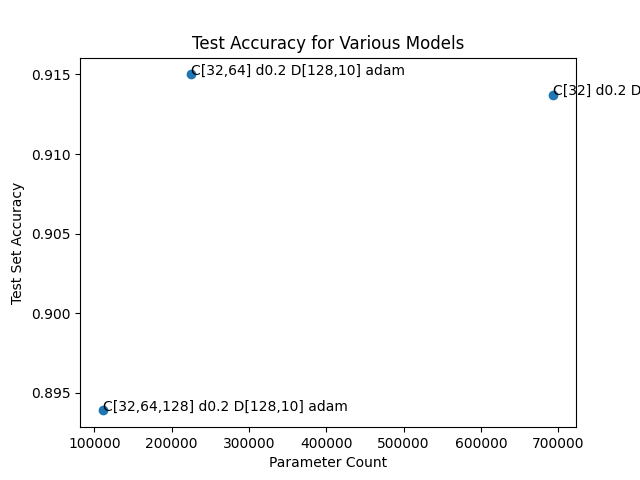 Test Accuracy for Various Models
0.915
0.910
0.905
0.900
0.895
Test Set Accuracy
C[32,64] d0.2 D[128,10] adam
C[32] d0.2 D
C[32,64,128] d0.2 D[128,10] adam
100000 200000 300000 400000 500000 600000 700000
Parameter Count